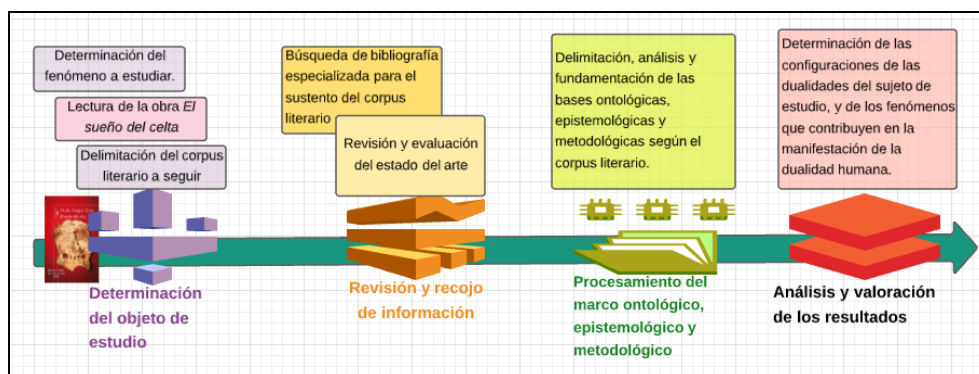 Determinación del
fenómeno a estudiar.
Lectura de la obra El
sueño del celta
Delimitación del corpus
literario a seguir
Determinación
del objeto de
estudio
Búsqueda de bibliografía
especializada para el
sustento del corpus
literario
Revisión y evaluación
del estado del arte
Revisión y recojo
de información
Delimitación, análisis y
fundamentación de las
bases ontológicas,
epistemológicas y
metodológicas según el
corpus literario.
Procesamiento del
marco ontológico,
epistemológico y
metodológico
Determinación de las
configuraciones de las
dualidades del sujeto de
estudio, y de los fenómenos
que contribuyen en la
manifestación de la
dualidad humana.
Análisis y valoración
de los resultados